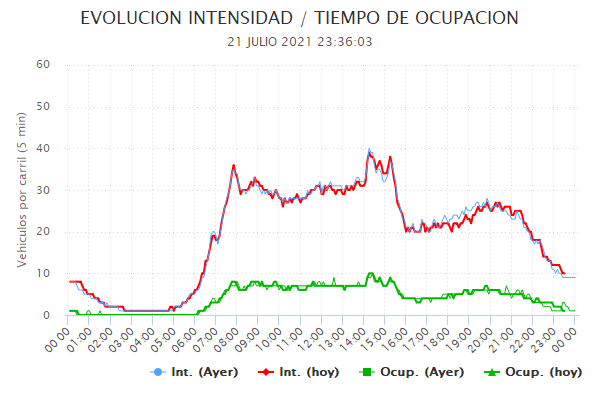 EVOLUCION INTENSIDAD / TIEMPO DE OCUPACION
21 JULIO 2021 23:36:03
Vehiculos por carril (5 min)
60
50
40
30
20
10
0
00:00 01:00 02:00 03:00 04:00 05:00 06:00 07:00 08:00 09:00 10:00 11:00 12:00 13:00 14:00 15:00 16:00 17:00 18:00 19:00 20:00 21:00 22:00 23:00 00:00
Int. (Ayer) Int. (hoy) Ocup. (Ayer) Ocup. (hoy)